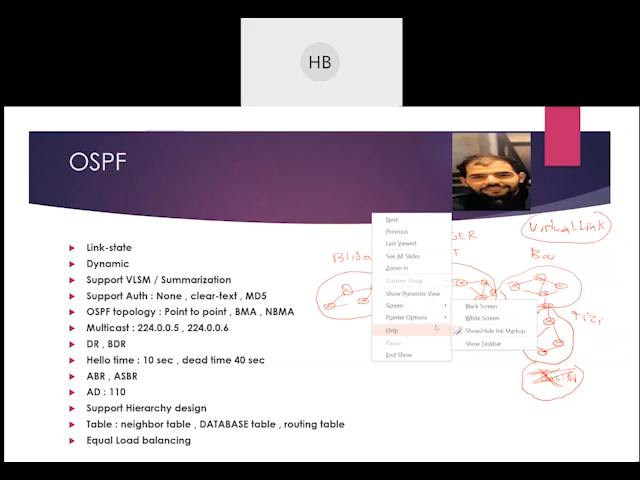 HB
OSPF
Link-state
Dynamic
Support VLSM / Summarization
Support Auth : None , clear-text , MD5
OSPF topology : Point to point , BMA , NBMA
Multicast : 224.0.0.5 , 224.0.0.6
DR , BDR
Hello time : 10 sec , dead time 40 sec
ABR , ASBR
AD : 110
Support Hierarchy design
Table : neighbor table , DATABASE table , routing table
Equal Load balancing
Next
Previous
Last Viewed
See All Slides
Zoom In
Custom Show
Show Presenter View
Screen
Pointer Options
Help
Pause
End Show
Black Screen
White Screen
Show/Hide Ink Markup
Show Taskbar
Virtual Link
GER
Blida
Bou
Tizi